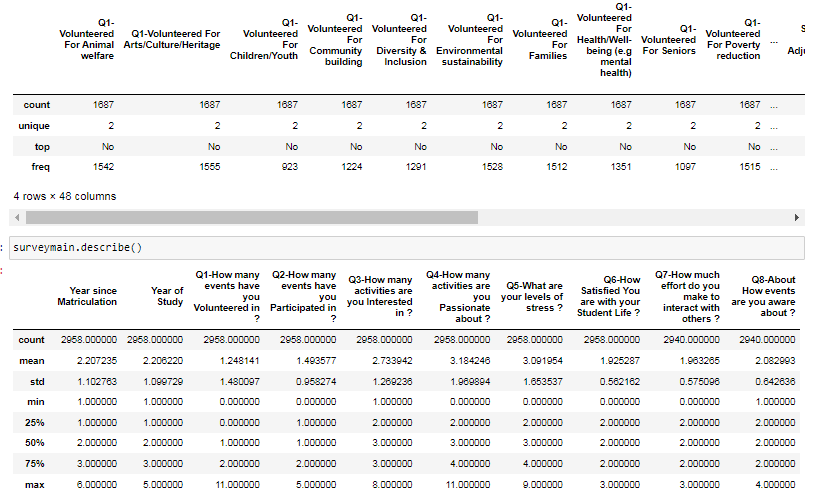 Q1-
Volunteered
For Animal
welfare
Q1-Volunteered For
Arts/Culture/Heritage
Q1-
Volunteered
For
Children/Youth
Q1-
Volunteered
For
Community
building
Q1-
Volunteered
For
Diversity &
Inclusion
Q1-
Volunteered
For
Environmental
sustainability
Q1-
Volunteered
For
Families
Q1-
Volunteered
For
Health/Well-
being (e.g
mental
health)
Q1-
Volunteered
For Seniors
Q1-
Volunteered
For Poverty
reduction
...
count 1687 1687 1687 1687 1687 1687 1687 1687 1687 1687 ...
unique 2 2 2 2 2 2 2 2 2 2 ...
top No No No No No No No No No No ...
freq 1542 1555 923 1224 1291 1528 1512 1351 1097 1515 ...
4 rows × 48 columns
surveymain.describe()
Year since
Matriculation
Year of
Study
Q1-How many
events have
you
Volunteered in
?
Q2-How many
events have
you
Participated in
?
Q3-How many
activities are
you Interested
in ?
Q4-How many
activities are
you
Passionate
about ?
Q5-What are
your levels of
stress ?
Q6-How
Satisfied You
are with your
Student Life ?
Q7-How much
effort do you
make to
interact with
others ?
Q8-About
How events
are you aware
about ?
count 2958.000000 2958.000000 2958.000000 2958.000000 2958.000000 2958.000000 2958.000000 2958.000000 2940.000000 2940.000000
mean 2.207235 2.206220 1.248141 1.493577 2.733942 3.184246 3.091954 1.925287 1.963265 2.082993
std 1.102763 1.099729 1.480097 0.958274 1.269236 1.969894 1.653537 0.562162 0.575096 0.642636
min 1.000000 1.000000 0.000000 0.000000 1.000000 0.000000 0.000000 0.000000 0.000000 1.000000
25% 1.000000 1.000000 0.000000 1.000000 2.000000 2.000000 2.000000 2.000000 2.000000 2.000000
50% 2.000000 2.000000 1.000000 1.000000 3.000000 3.000000 3.000000 2.000000 2.000000 2.000000
75% 3.000000 3.000000 2.000000 2.000000 3.000000 4.000000 4.000000 2.000000 2.000000 2.000000
max 6.000000 5.000000 11.000000 5.000000 8.000000 11.000000 9.000000 3.000000 3.000000 4.000000